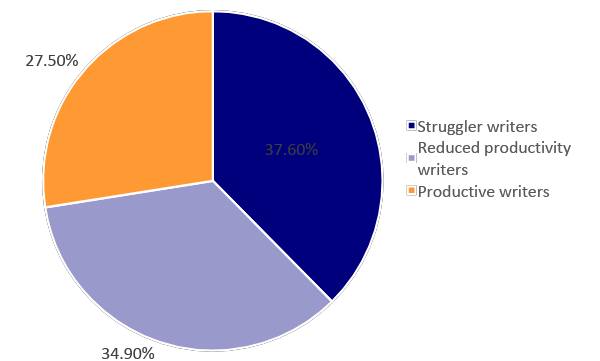 27.50%
37.60%
34.90%
Struggler writers
Reduced productivity
writers
Productive writers